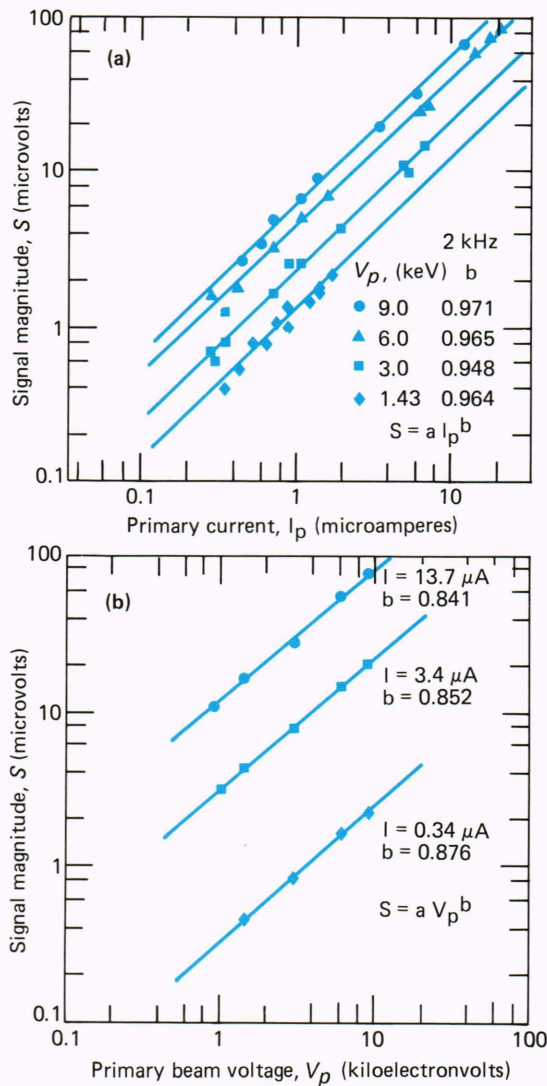 100
(a)
10
1
0.1
Signal magnitude, S (microvolts)
2 kHz
Vp, (keV) b
9.0 0.971
6.0 0.965
3.0 0.948
1.43 0.964
S = a Ip^b
0.1 1 10
Primary current, Ip (microamperes)
100
(b)
10
1
0.1
Signal magnitude, S (microvolts)
I = 13.7 μA
b = 0.841
I = 3.4 μA
b = 0.852
I = 0.34 μA
b = 0.876
S = a Vp^b
0.1 1 10 100
Primary beam voltage, Vp (kiloelectronvolts)